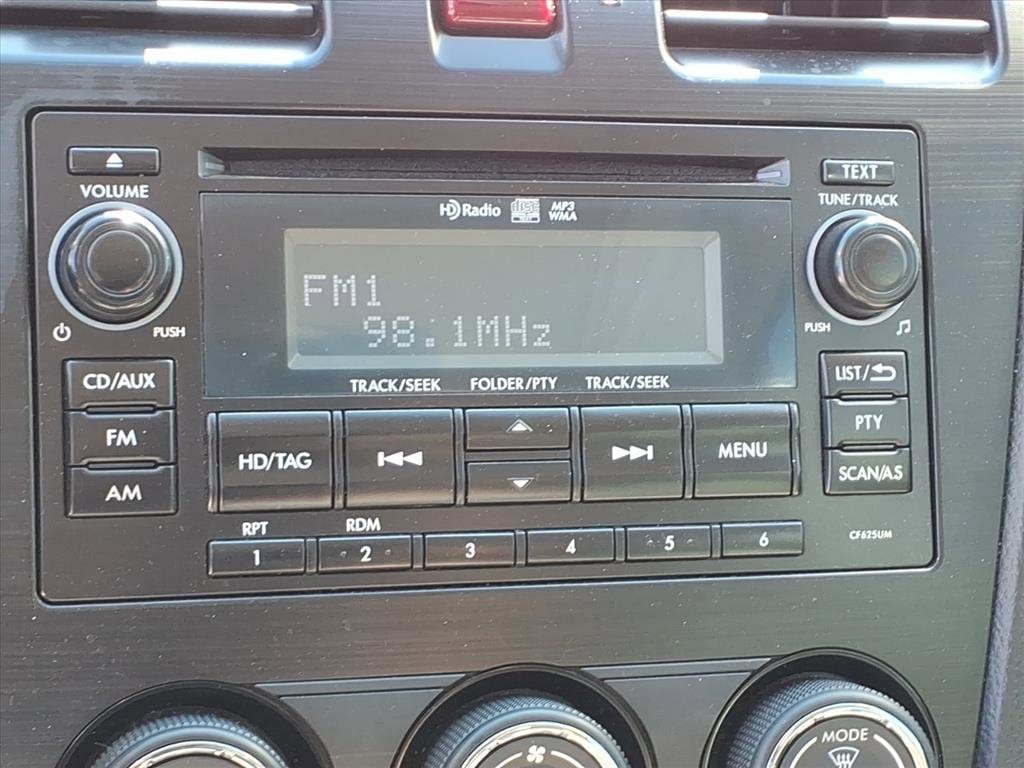 VOLUME
PUSH
HD Radio
disc
TEXT
MP3
WMA
TEXT
TUNE/TRACK
PUSH
FM1
98.1MHz
TRACK/SEEK FOLDER/PTY TRACK/SEEK
CD/AUX
FM
AM
HD/TAG
MENU
LIST/
PTY
SCAN/A.S
RPT
RDM
1 2 3 4 5 6
CF625UM
MODE